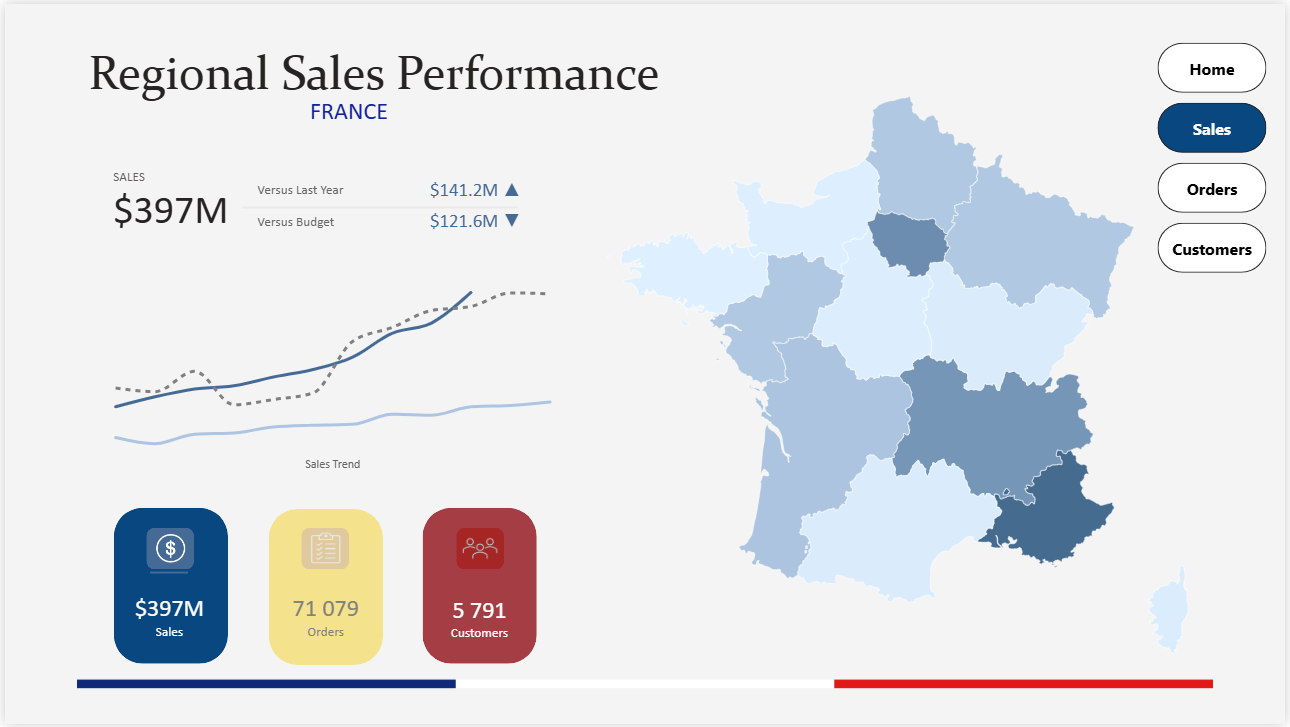 Regional Sales Performance
FRANCE
Home
Sales
Orders
Customers
SALES
$397M
Versus Last Year $141.2M ▲
Versus Budget $121.6M ▼
Sales Trend
$
$397M
Sales
71 079
Orders
5 791
Customers